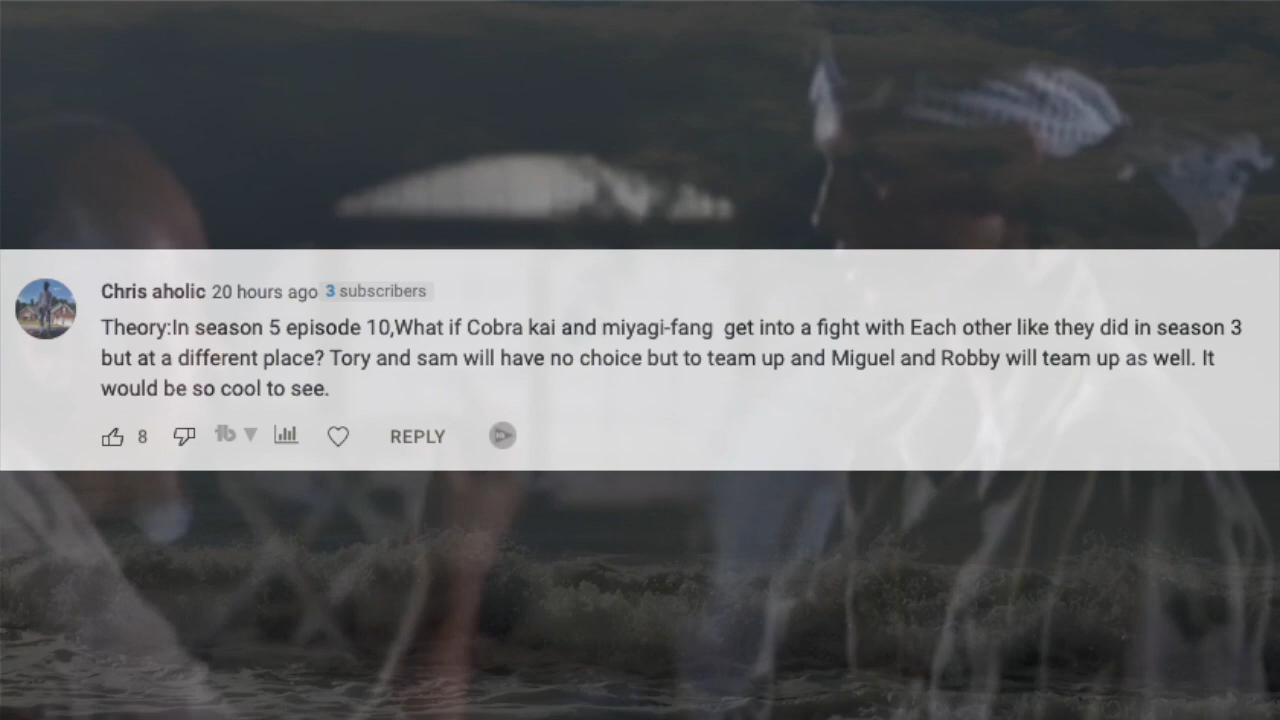 Chris aholic 20 hours ago 3 subscribers
Theory:In season 5 episode 10,What if Cobra kai and miyagi-fang get into a fight with Each other like they did in season 3
but at a different place? Tory and sam will have no choice but to team up and Miguel and Robby will team up as well. It
would be so cool to see.
8 tb REPLY